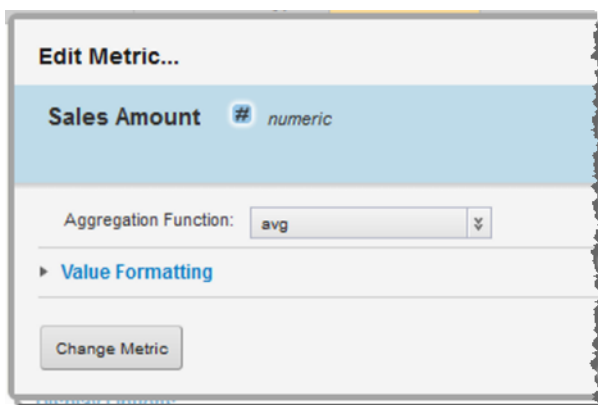 Edit Metric...
Sales Amount # numeric
Aggregation Function: avg
Value Formatting
Change Metric